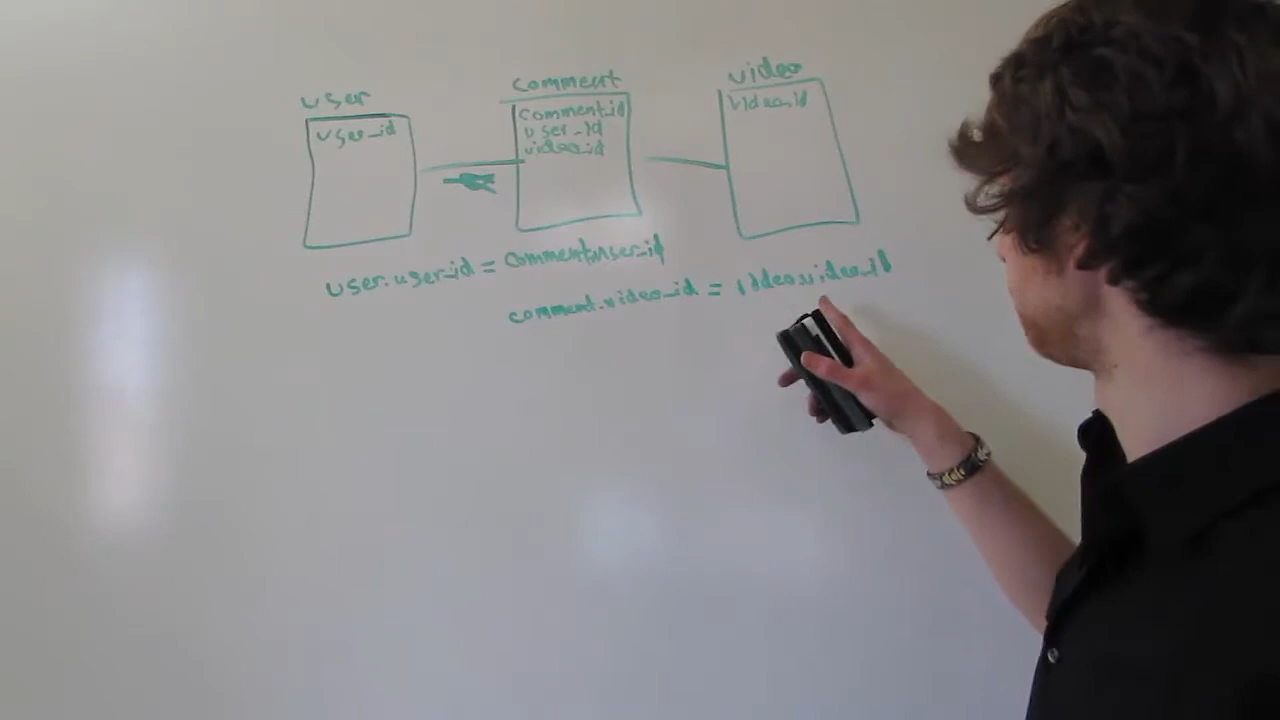 user
user_id
comment
comment_id
user_id
video_id
video
video_id
user.user_id = comment.user_id
comment.video_id = video.video_id